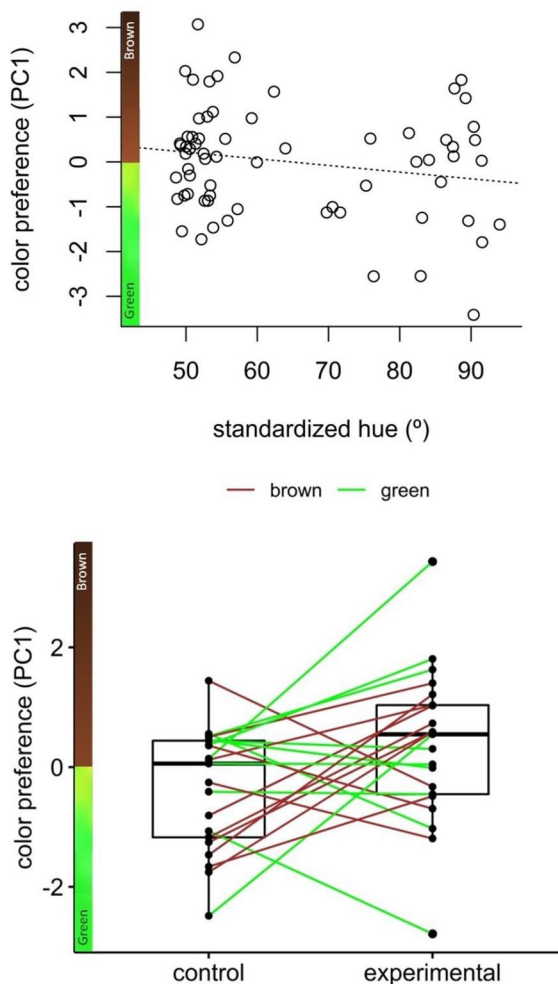 color preference (PC1)
Brown
Green
3
2
1
0
-1
-2
-3
50
60
70
80
90
standardized hue (º)
brown
green
color preference (PC1)
Brown
Green
2
0
-2
control
experimental